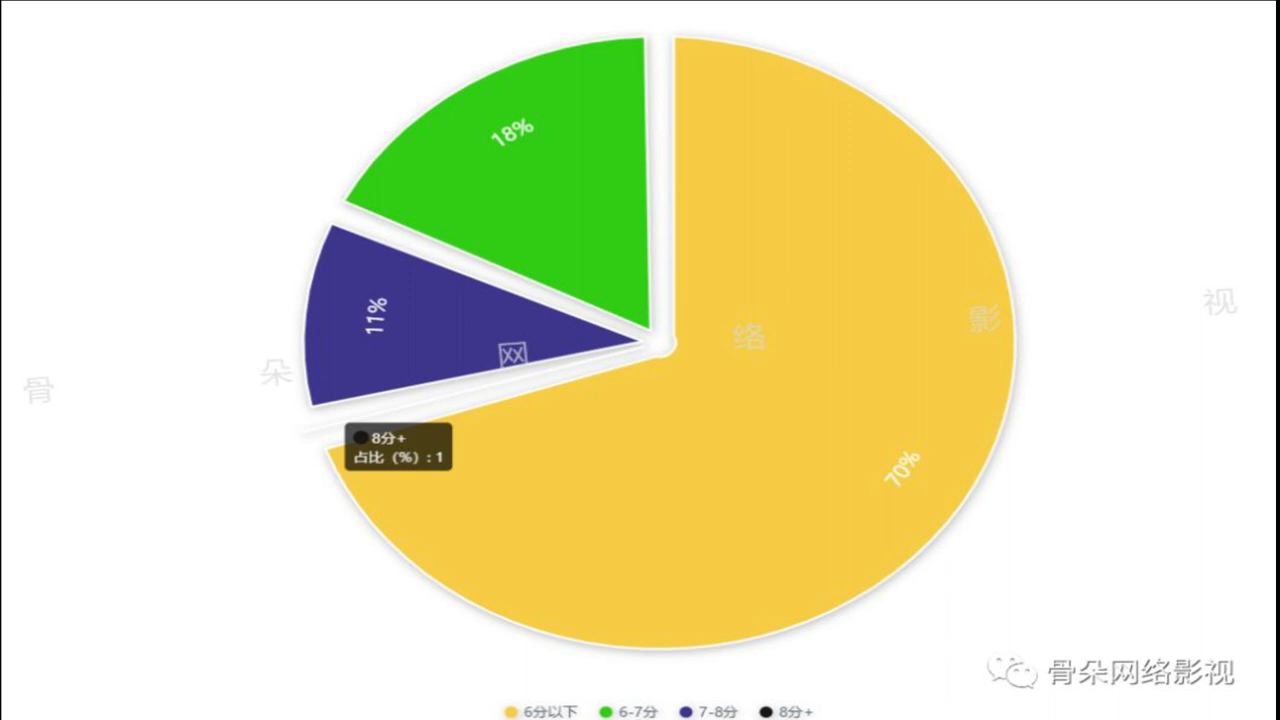 18%
11%
骨 朵 网 络 影 视
8分+
占比（%）: 1
70%
骨朵网络影视
6分以下 6-7分 7-8分 8分+